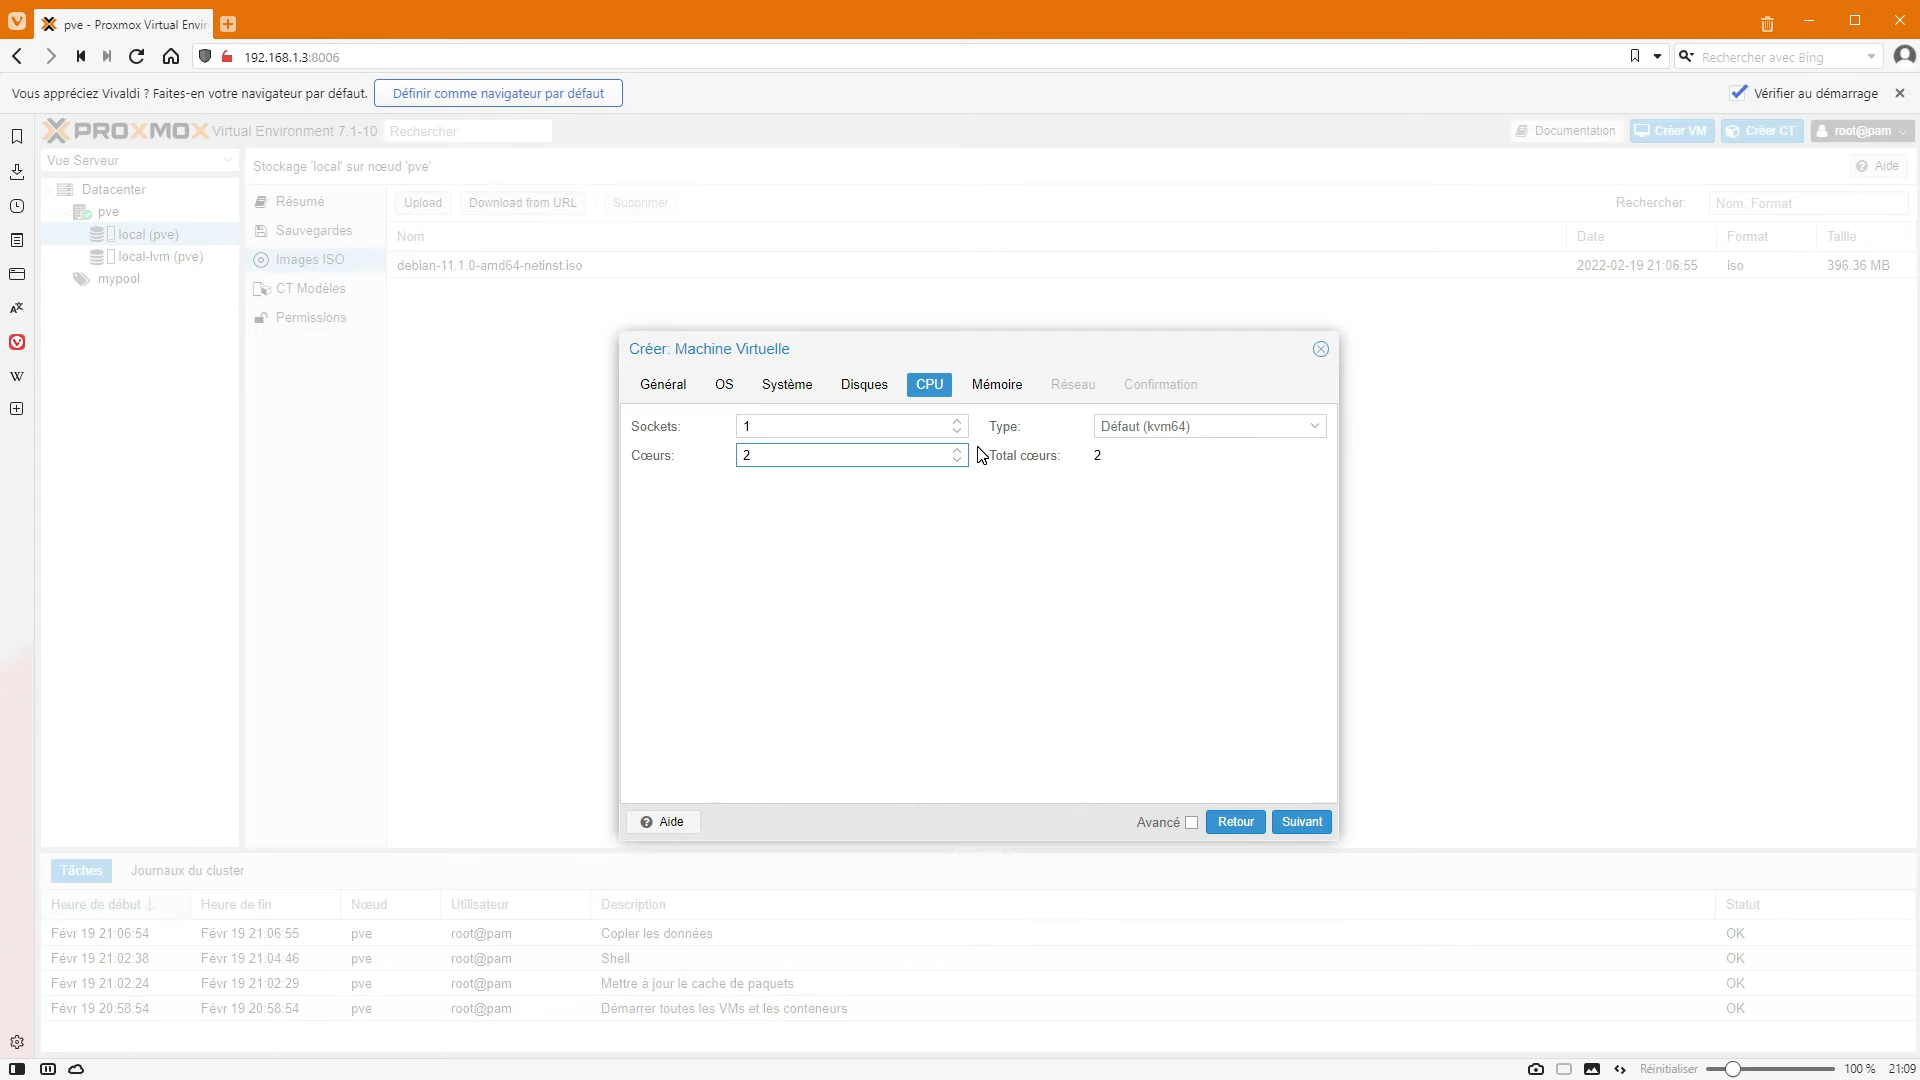 pve - Proxmox Virtual Envir
192.168.1.3:8006
Rechercher avec Bing
Vous appréciez Vivaldi ? Faites-en votre navigateur par défaut.
Définir comme navigateur par défaut
Vérifier au démarrage
PROXMOX Virtual Environment 7.1-10
Rechercher
Documentation
Créer VM
Créer CT
root@pam
Vue Serveur
Stockage 'local' sur nœud 'pve'
Aide
Datacenter
pve
local (pve)
local-lvm (pve)
mypool
Résumé
Sauvegardes
Images ISO
CT Modèles
Permissions
Upload
Download from URL
Supprimer
Rechercher:
Nom, Format
Nom
Date
Format
Taille
debian-11.1.0-amd64-netinst.iso
2022-02-19 21:06:55
iso
396.36 MB
Créer: Machine Virtuelle
Général
OS
Système
Disques
CPU
Mémoire
Réseau
Confirmation
Sockets:
1
Type:
Défaut (kvm64)
Cœurs:
2
Total cœurs:
2
Aide
Avancé
Retour
Suivant
Tâches
Journaux du cluster
Heure de début
Heure de fin
Nœud
Utilisateur
Description
Statut
Févr 19 21:06:54
Févr 19 21:06:55
pve
root@pam
Copier les données
OK
Févr 19 21:02:38
Févr 19 21:04:46
pve
root@pam
Shell
OK
Févr 19 21:02:24
Févr 19 21:02:29
pve
root@pam
Mettre à jour le cache de paquets
OK
Févr 19 20:58:54
Févr 19 20:58:54
pve
root@pam
Démarrer toutes les VMs et les conteneurs
OK
Réinitialiser
100 %
21:09